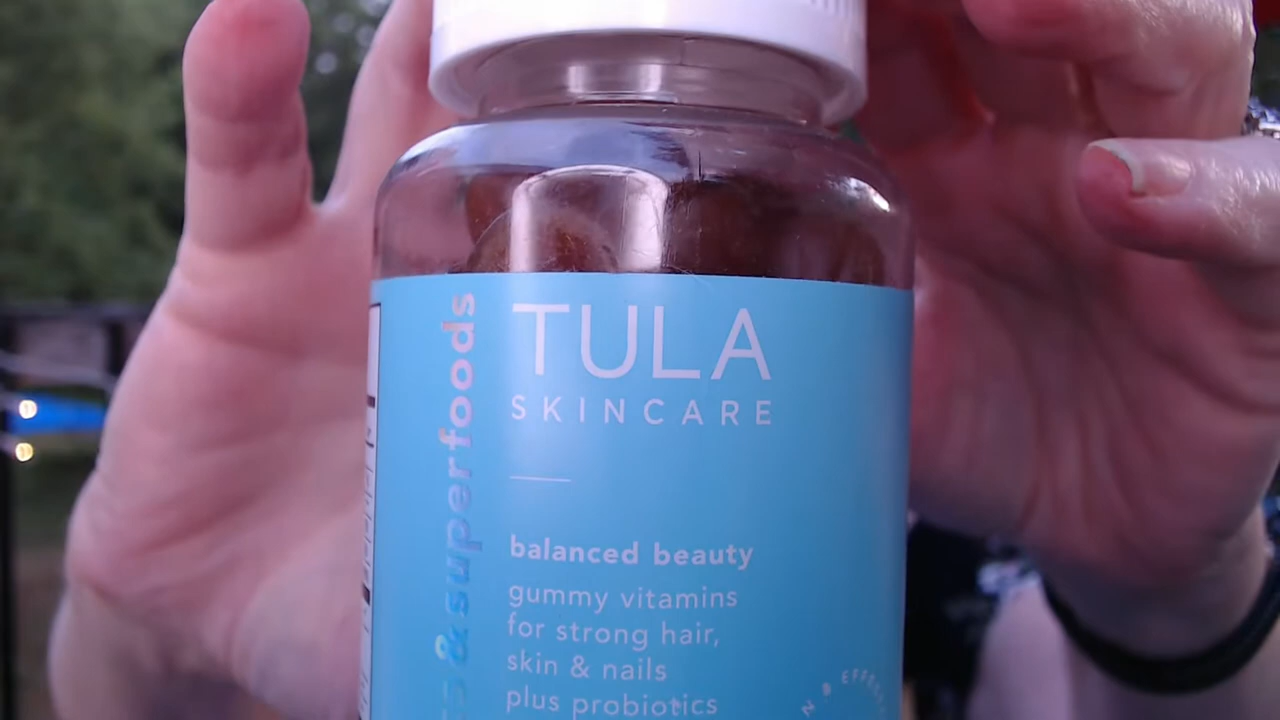 TULA
SKINCARE
balanced beauty
gummy vitamins
for strong hair,
skin & nails
plus probiotics
& superfoods